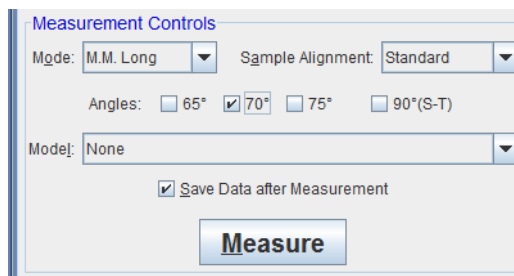 Measurement Controls
Mode: M.M. Long Sample Alignment: Standard
Angles: 65° 70° 75° 90°(S-T)
Model: None
Save Data after Measurement
Measure